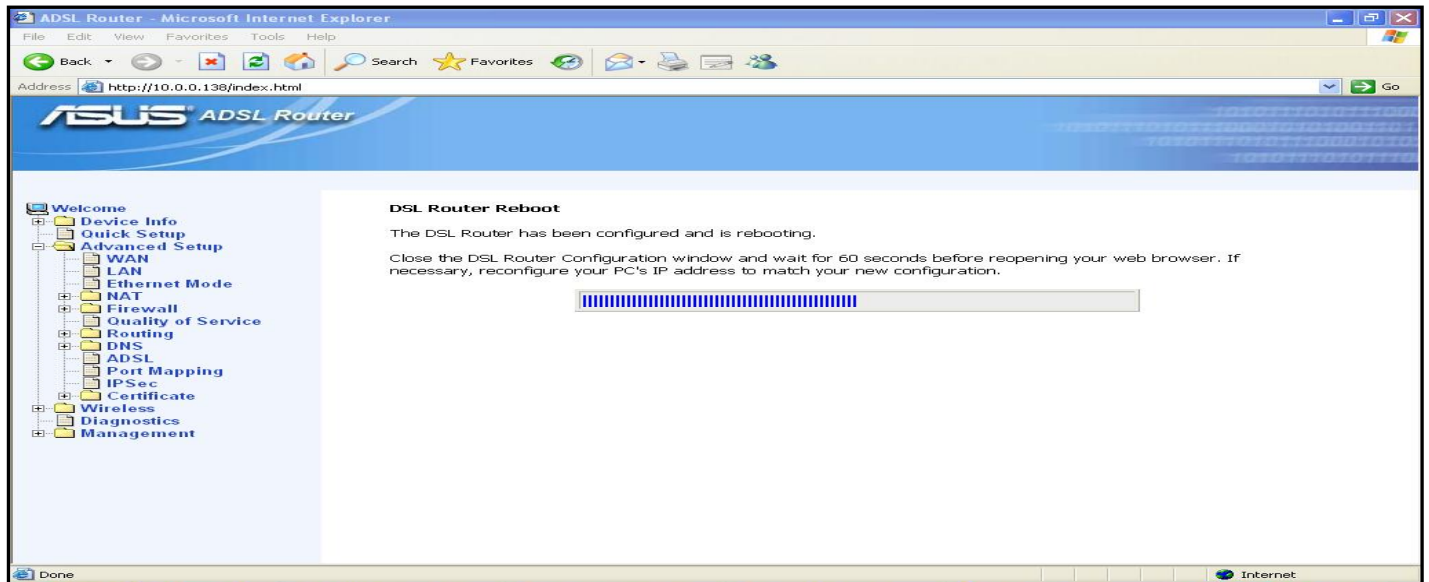 ADSL Router - Microsoft Internet Explorer
File Edit View Favorites Tools Help
Back Search Favorites
Address http://10.0.0.138/index.html Go
ASUS ADSL Router
Welcome
Device Info
Quick Setup
Advanced Setup
WAN
LAN
Ethernet Mode
NAT
Firewall
Quality of Service
Routing
DNS
ADSL
Port Mapping
IPSec
Certificate
Wireless
Diagnostics
Management
DSL Router Reboot
The DSL Router has been configured and is rebooting.
Close the DSL Router Configuration window and wait for 60 seconds before reopening your web browser. If
necessary, reconfigure your PC's IP address to match your new configuration.
Done Internet